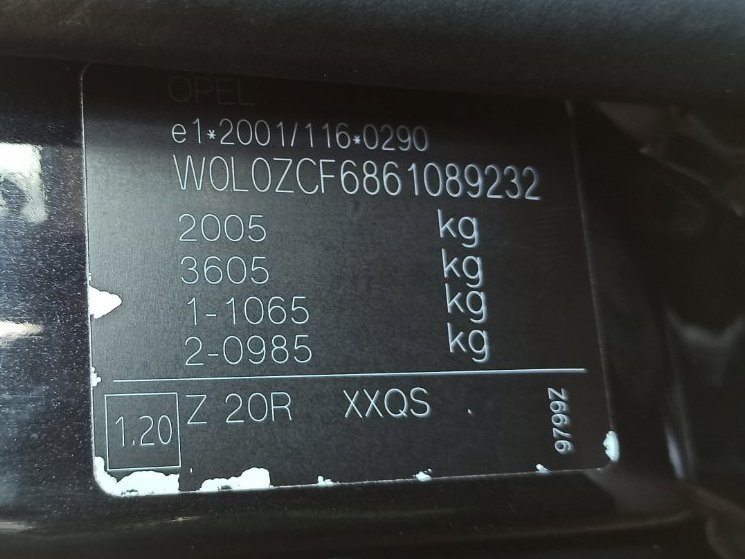 OPEL
e1*2001/116*0290
W0L0ZCF6861089232
2005 kg
3605 kg
1-1065 kg
2-0985 kg
1.20 Z 20R XXQS
9799Z